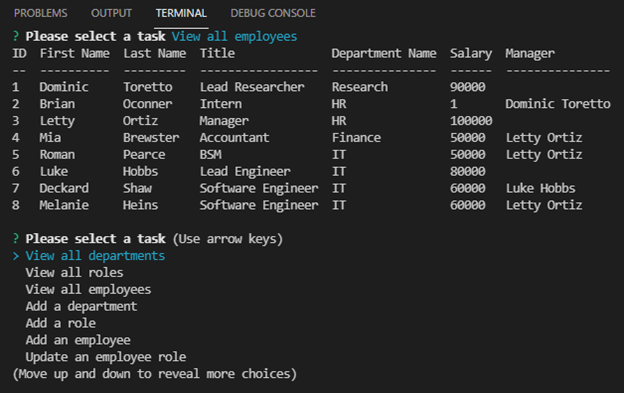 PROBLEMS OUTPUT TERMINAL DEBUG CONSOLE
? Please select a task View all employees
ID First Name Last Name Title Department Name Salary Manager
-- ---------- --------- ----------------- --------------- ------ ---------------
1 Dominic Toretto Lead Researcher Research 90000
2 Brian Oconner Intern HR 1 Dominic Toretto
3 Letty Ortiz Manager HR 100000
4 Mia Brewster Accountant Finance 50000 Letty Ortiz
5 Roman Pearce BSM IT 50000 Letty Ortiz
6 Luke Hobbs Lead Engineer IT 80000
7 Deckard Shaw Software Engineer IT 60000 Luke Hobbs
8 Melanie Heins Software Engineer IT 60000 Letty Ortiz
? Please select a task (Use arrow keys)
> View all departments
View all roles
View all employees
Add a department
Add a role
Add an employee
Update an employee role
(Move up and down to reveal more choices)